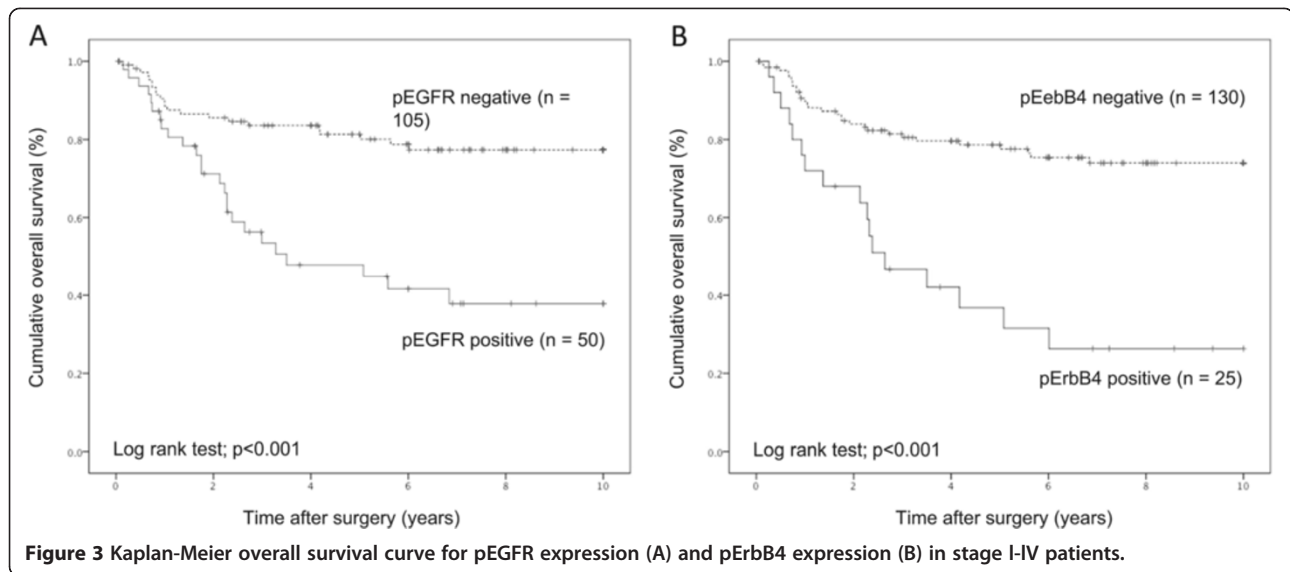 A
Cumulative overall survival (%)
1.0
0.8
0.6
0.4
0.2
0.0
pEGFR negative (n =
105)
pEGFR positive (n = 50)
Log rank test; p<0.001
0 2 4 6 8 10
Time after surgery (years)
B
Cumulative overall survival (%)
1.0
0.8
0.6
0.4
0.2
0.0
pEebB4 negative (n = 130)
pErbB4 positive (n = 25)
Log rank test; p<0.001
0 2 4 6 8 10
Time after surgery (years)
Figure 3 Kaplan-Meier overall survival curve for pEGFR expression (A) and pErbB4 expression (B) in stage I-IV patients.